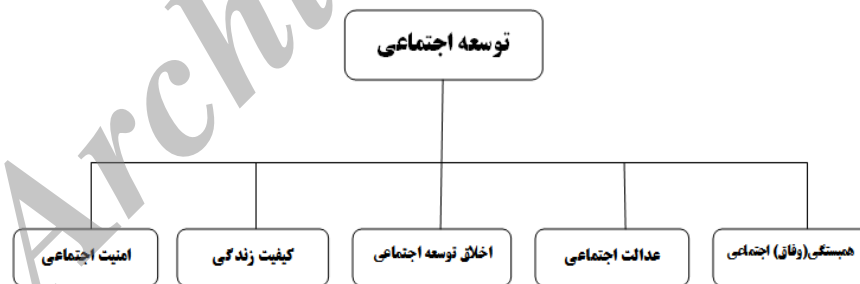 توسعه اجتماعی
همبستگی(وفاق) اجتماعی
عدالت اجتماعی
اخلاق توسعه اجتماعی
کیفیت زندگی
امنیت اجتماعی